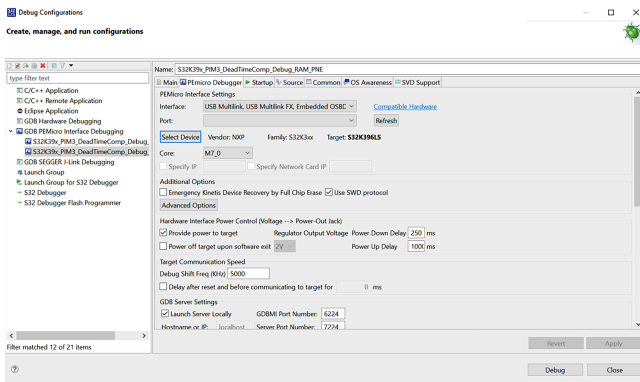 Debug Configurations
Create, manage, and run configurations
type filter text
C/C++ Application
C/C++ Remote Application
Eclipse Application
GDB Hardware Debugging
GDB PEMicro Interface Debugging
S32K39x_PIM3_DeadTimeComp_Debug_
S32K39x_PIM3_DeadTimeComp_Debug_
GDB SEGGER J-Link Debugging
Launch Group
Launch Group for S32 Debugger
S32 Debugger
S32 Debugger Flash Programmer
Filter matched 12 of 21 items
Name: S32K39x_PIM3_DeadTimeComp_Debug_RAM_PNE
Main PEmicro Debugger Startup Source Common OS Awareness SVD Support
PEMicro Interface Settings
Interface: USB Multilink, USB Multilink FX, Embedded OSBD Compatible Hardware
Port: Refresh
Select Device Vendor: NXP Family: S32K3xx Target: S32K396LS
Core: M7_0
Specify IP Specify Network Card IP
Additional Options
Emergency Kinetis Device Recovery by Full Chip Erase Use SWD protocol
Advanced Options
Hardware Interface Power Control (Voltage --> Power-Out Jack)
Provide power to target Regulator Output Voltage Power Down Delay 250 ms
Power off target upon software exit 2V Power Up Delay 100( ms
Target Communication Speed
Debug Shift Freq (KHz) 5000
Delay after reset and before communicating to target for 0 ms
GDB Server Settings
Launch Server Locally GDBMI Port Number: 6224
Hostname or IP: localhost Server Port Number: 7224
Revert Apply
Debug Close